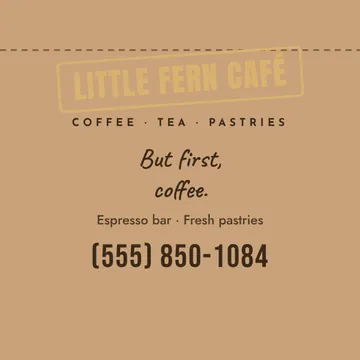 LITTLE FERN CAFÉ
COFFEE · TEA · PASTRIES
But first,
coffee.
Espresso bar · Fresh pastries
(555) 850-1084